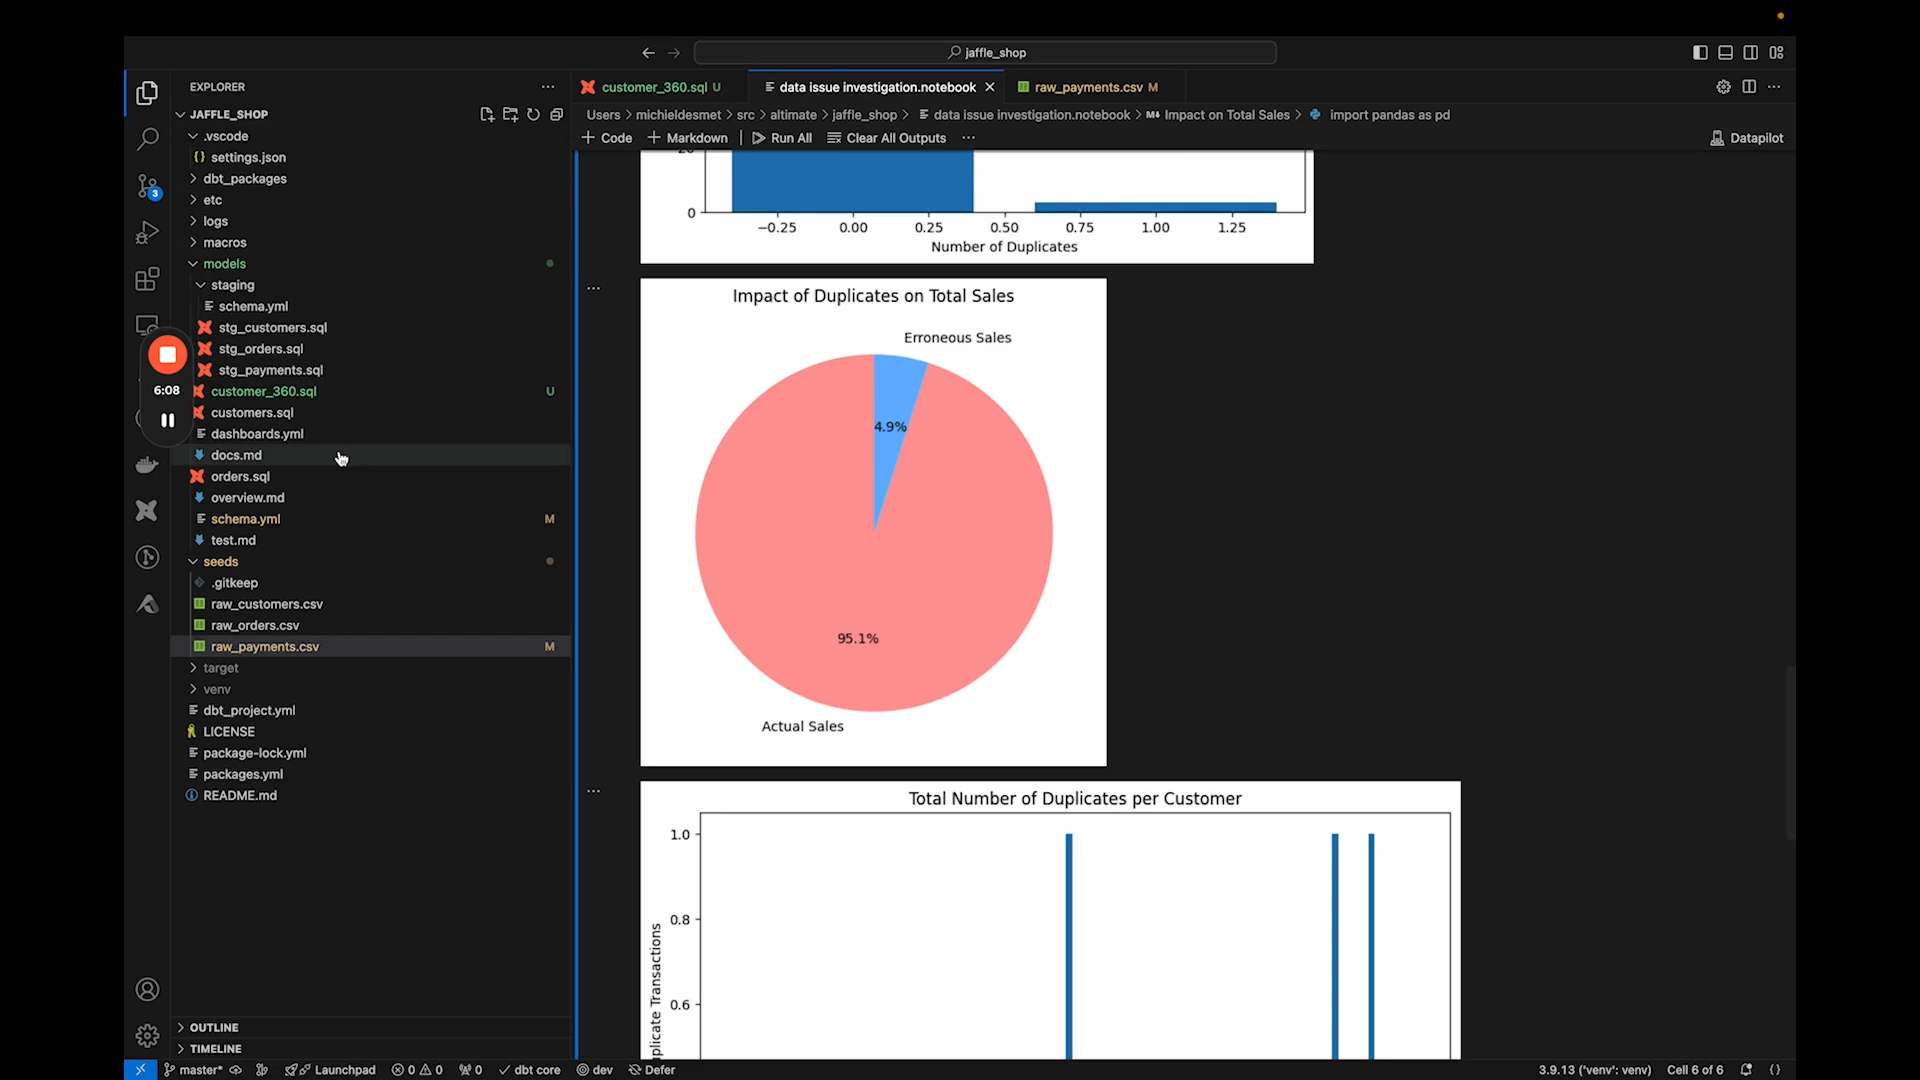 jaffle_shop
EXPLORER
JAFFLE_SHOP
.vscode
settings.json
dbt_packages
etc
logs
macros
models
staging
schema.yml
stg_customers.sql
stg_orders.sql
stg_payments.sql
customer_360.sql U
customers.sql
dashboards.yml
docs.md
orders.sql
overview.md
schema.yml M
test.md
seeds
.gitkeep
raw_customers.csv
raw_orders.csv
raw_payments.csv M
target
venv
dbt_project.yml
LICENSE
package-lock.yml
packages.yml
README.md
OUTLINE
TIMELINE
3
6:08
customer_360.sql U
data issue investigation.notebook
raw_payments.csv M
Users > michieldesmet > src > altimate > jaffle_shop > data issue investigation.notebook > M Impact on Total Sales > import pandas as pd
+ Code + Markdown Run All Clear All Outputs ... Datapilot
0
−0.25 0.00 0.25 0.50 0.75 1.00 1.25
Number of Duplicates
Impact of Duplicates on Total Sales
Erroneous Sales
4.9%
95.1%
Actual Sales
Total Number of Duplicates per Customer
1.0
0.8
0.6
plicate Transactions
master* Launchpad 0 0 0 dbt core dev Defer
3.9.13 ('venv': venv) Cell 6 of 6